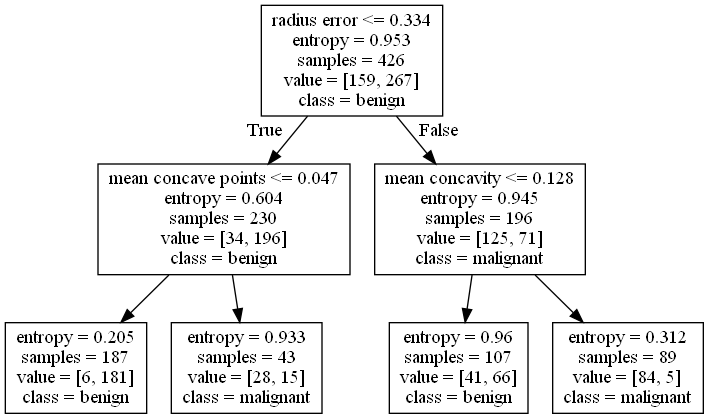 radius error <= 0.334
entropy = 0.953
samples = 426
value = [159, 267]
class = benign
True
False
mean concave points <= 0.047
entropy = 0.604
samples = 230
value = [34, 196]
class = benign
mean concavity <= 0.128
entropy = 0.945
samples = 196
value = [125, 71]
class = malignant
entropy = 0.205
samples = 187
value = [6, 181]
class = benign
entropy = 0.933
samples = 43
value = [28, 15]
class = malignant
entropy = 0.96
samples = 107
value = [41, 66]
class = benign
entropy = 0.312
samples = 89
value = [84, 5]
class = malignant